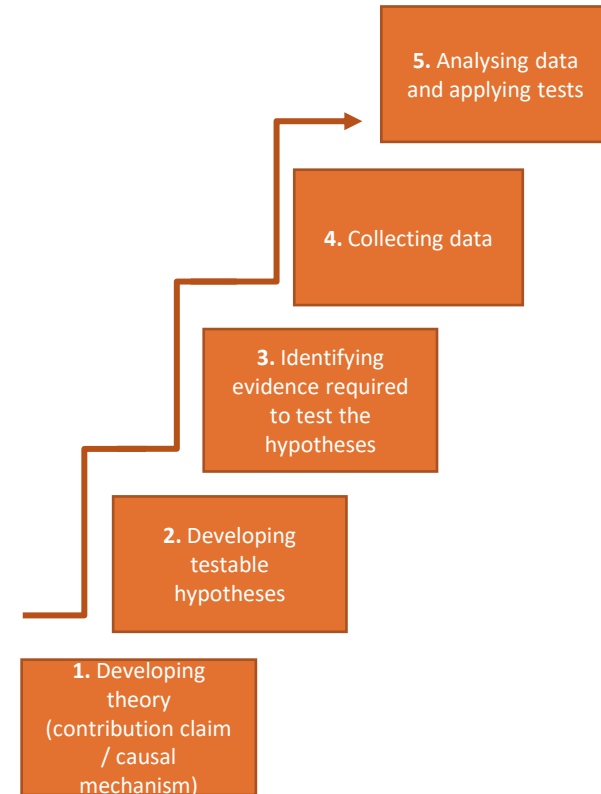 5. Analysing data
and applying tests
4. Collecting data
3. Identifying
evidence required
to test the
hypotheses
2. Developing
testable
hypotheses
1. Developing
theory
(contribution claim
/ causal
mechanism)